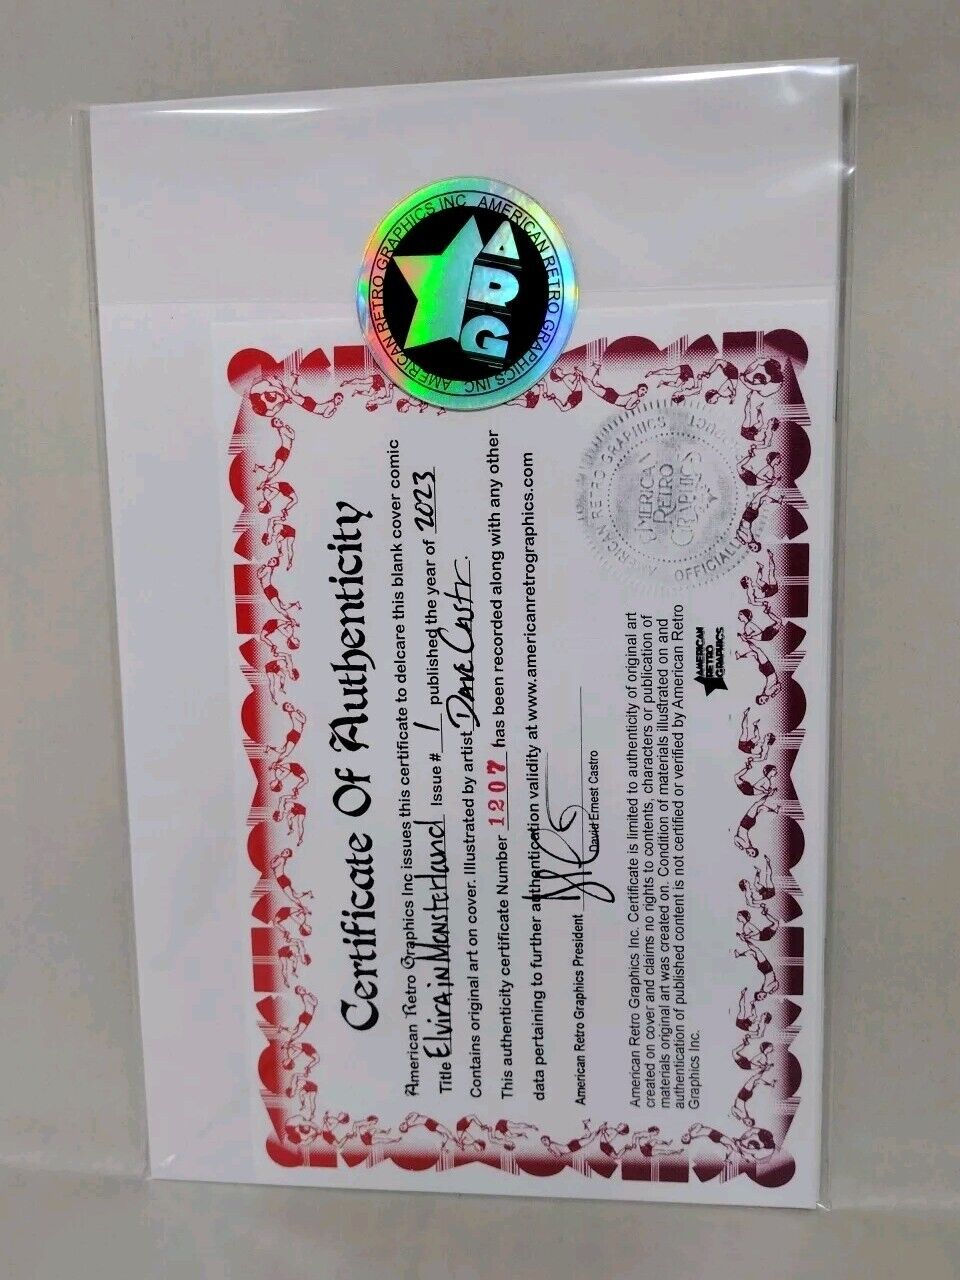 AMERICAN RETRO GRAPHICS INC AMERICAN RETRO GRAPHICS INC
ARG
Certificate Of Authenticity
American Retro Graphics Inc issues this certificate to delcare this blank cover comic
Title Elvira in Monsterland Issue # 1 published the year of 2023
Contains original art on cover. Illustrated by artist Dave Castr.
This authenticity certificate Number 1207 has been recorded along with any other
data pertaining to further authentication validity at www.americanretrographics.com
American Retro Graphics President
David Ernest Castro
American Retro Graphics Inc. Certificate is limited to authenticity of original art
created on cover and claims no rights to contents, characters or publication of
materials original art was created on. Condition of materials illustrated on and
authentication of published content is not certified or verified by American Retro
Graphics Inc.
AMERICAN
RETRO
GRAPHICS
AMERICAN RETRO GRAPHICS
OFFICIALLY
PRODUCT
AMERICAN
RETRO
GRAPHICS